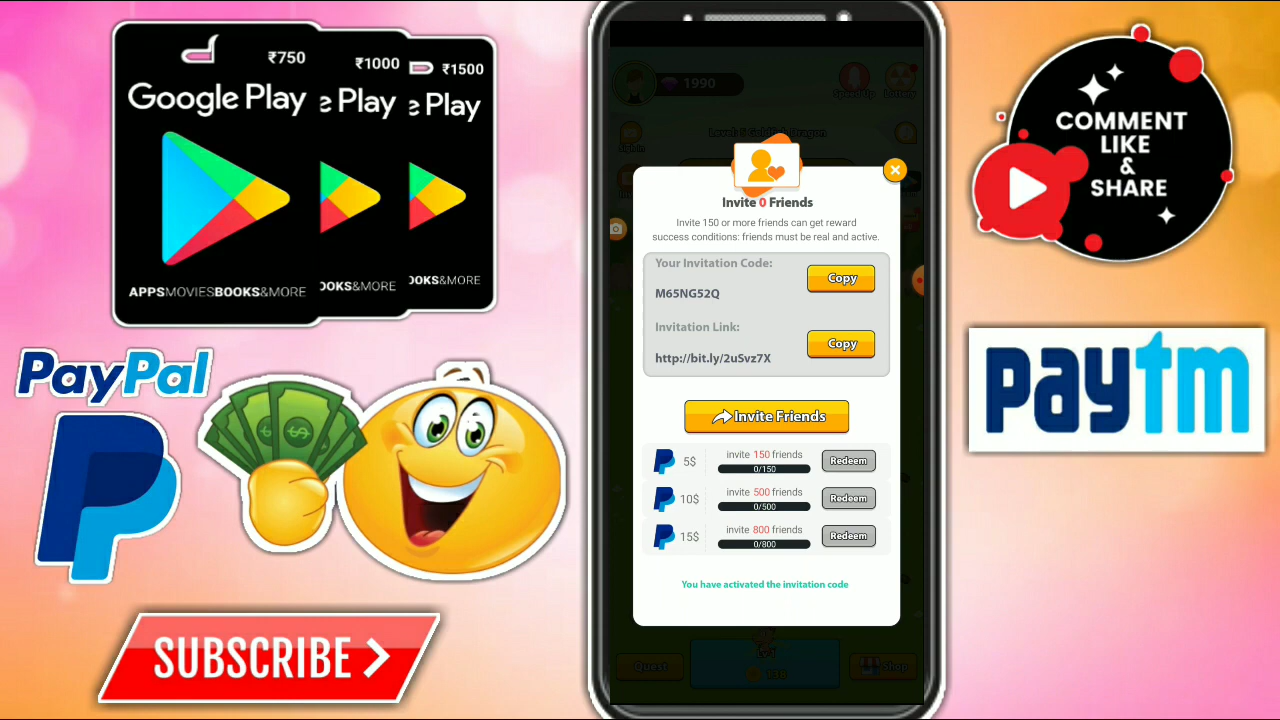 ₹750
Google Play
APPSMOVIESBOOKS&MORE
₹1000
e Play
OOKS&MORE
₹1500
e Play
OOKS&MORE
PayPal
SUBSCRIBE >
1990
Invite 0 Friends
Invite 150 or more friends can get reward
success conditions: friends must be real and active.
Your Invitation Code:
M65NG52Q
Copy
Invitation Link:
http://bit.ly/2uSvz7X
Copy
Invite Friends
5$ invite 150 friends Redeem
0/150
10$ invite 500 friends Redeem
0/500
15$ invite 800 friends Redeem
0/800
You have activated the invitation code
Quest
Shop
COMMENT
LIKE
&
SHARE
paytm